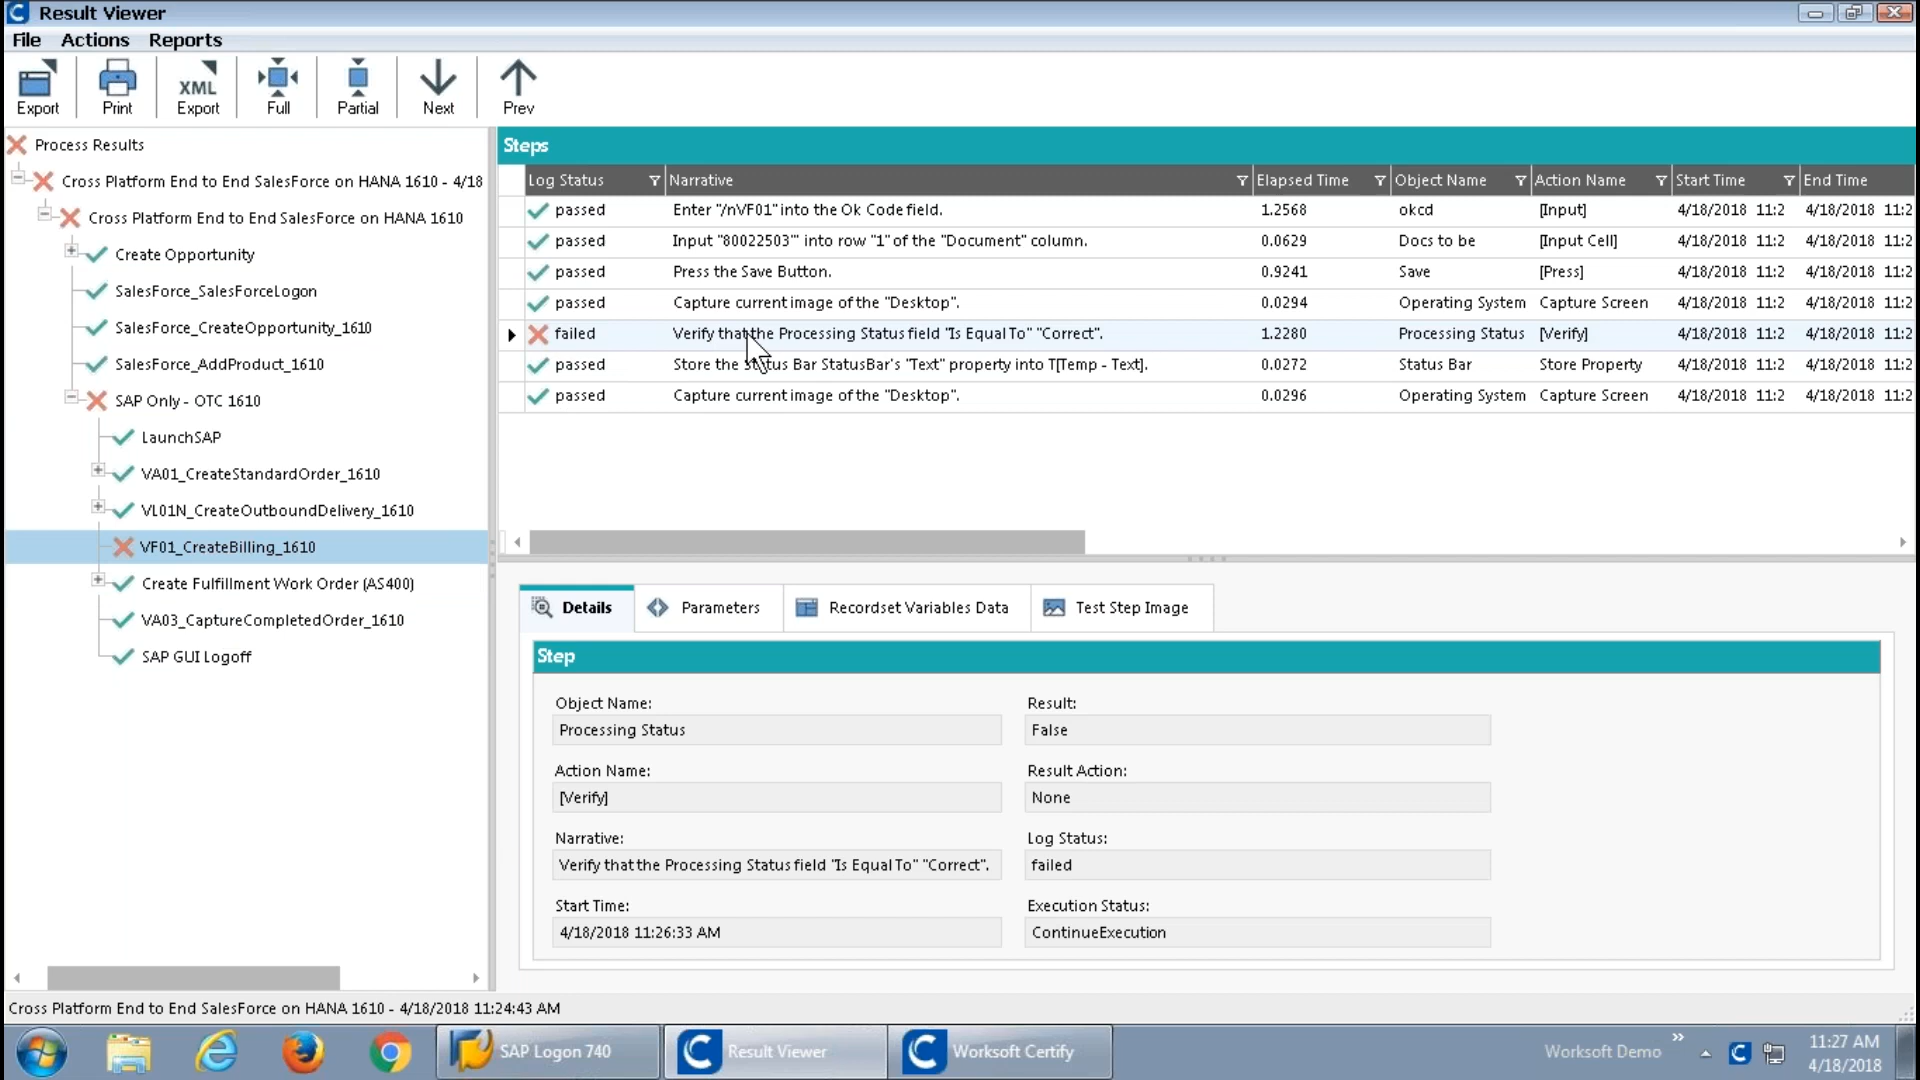 Result Viewer
File Actions Reports
Export Print XML Export Full Partial Next Prev
Process Results
Cross Platform End to End SalesForce on HANA 1610 - 4/18
Cross Platform End to End SalesForce on HANA 1610
Create Opportunity
SalesForce_SalesForceLogon
SalesForce_CreateOpportunity_1610
SalesForce_AddProduct_1610
SAP Only - OTC 1610
LaunchSAP
VA01_CreateStandardOrder_1610
VL01N_CreateOutboundDelivery_1610
VF01_CreateBilling_1610
Create Fulfillment Work Order (AS400)
VA03_CaptureCompletedOrder_1610
SAP GUI Logoff
Steps
Log Status Narrative Elapsed Time Object Name Action Name Start Time End Time
passed Enter "/nVF01" into the Ok Code field. 1.2568 okcd [Input] 4/18/2018 11:2 4/18/2018 11:2
passed Input "80022503'" into row "1" of the "Document" column. 0.0629 Docs to be [Input Cell] 4/18/2018 11:2 4/18/2018 11:2
passed Press the Save Button. 0.9241 Save [Press] 4/18/2018 11:2 4/18/2018 11:2
passed Capture current image of the "Desktop". 0.0294 Operating System Capture Screen 4/18/2018 11:2 4/18/2018 11:2
failed Verify that the Processing Status field "Is Equal To" "Correct". 1.2280 Processing Status [Verify] 4/18/2018 11:2 4/18/2018 11:2
passed Store the Status Bar StatusBar's "Text" property into T[Temp - Text]. 0.0272 Status Bar Store Property 4/18/2018 11:2 4/18/2018 11:2
passed Capture current image of the "Desktop". 0.0296 Operating System Capture Screen 4/18/2018 11:2 4/18/2018 11:2
Details Parameters Recordset Variables Data Test Step Image
Step
Object Name: Result:
Processing Status False
Action Name: Result Action:
[Verify] None
Narrative: Log Status:
Verify that the Processing Status field "Is Equal To" "Correct". failed
Start Time: Execution Status:
4/18/2018 11:26:33 AM ContinueExecution
Cross Platform End to End SalesForce on HANA 1610 - 4/18/2018 11:24:43 AM
SAP Logon 740 Result Viewer Worksoft Certify Worksoft Demo 11:27 AM
4/18/2018